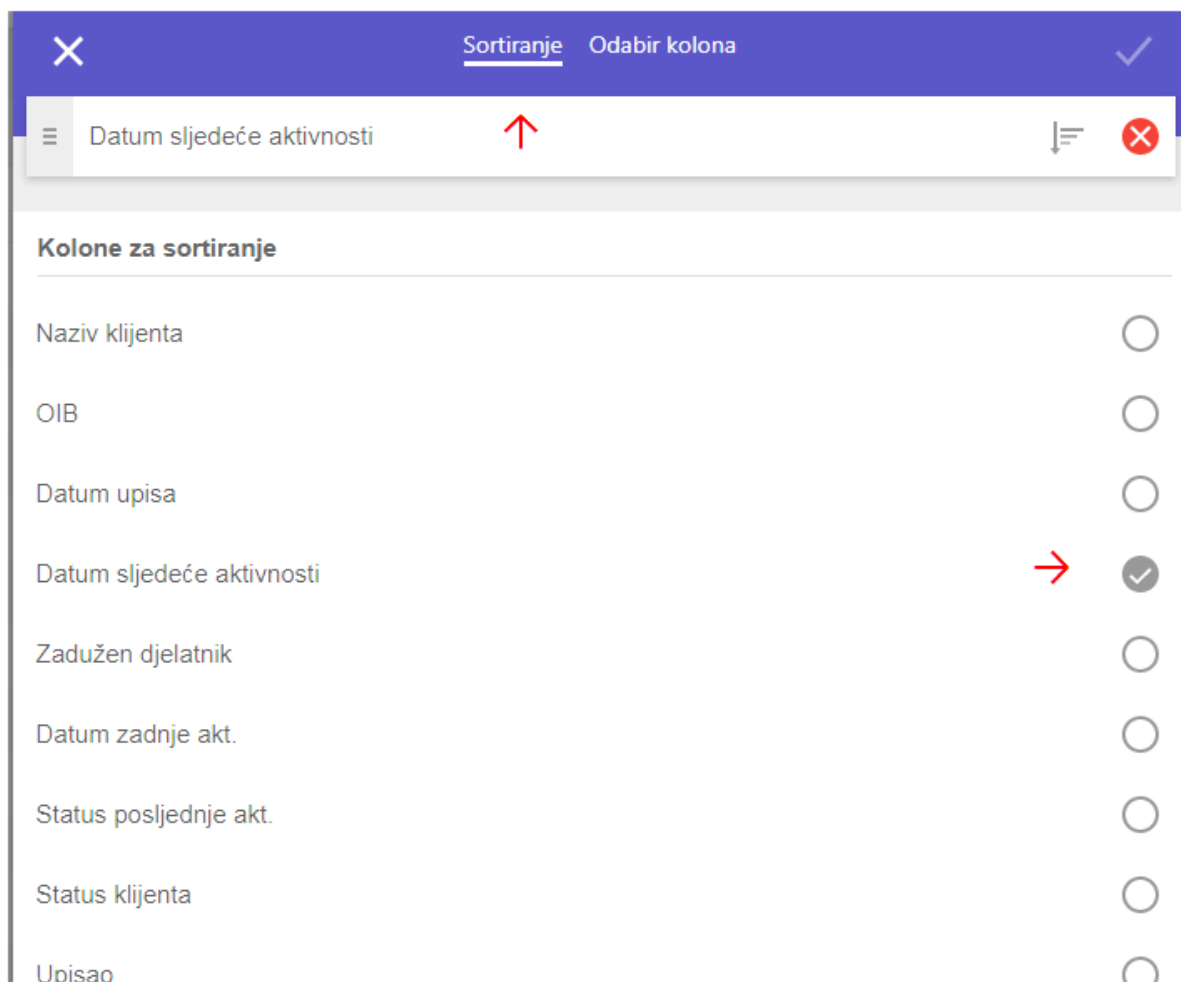 Sortiranje Odabir kolona
Datum sljedeće aktivnosti
Kolone za sortiranje
Naziv klijenta
OIB
Datum upisa
Datum sljedeće aktivnosti
Zadužen djelatnik
Datum zadnje akt.
Status posljednje akt.
Status klijenta
Upisao